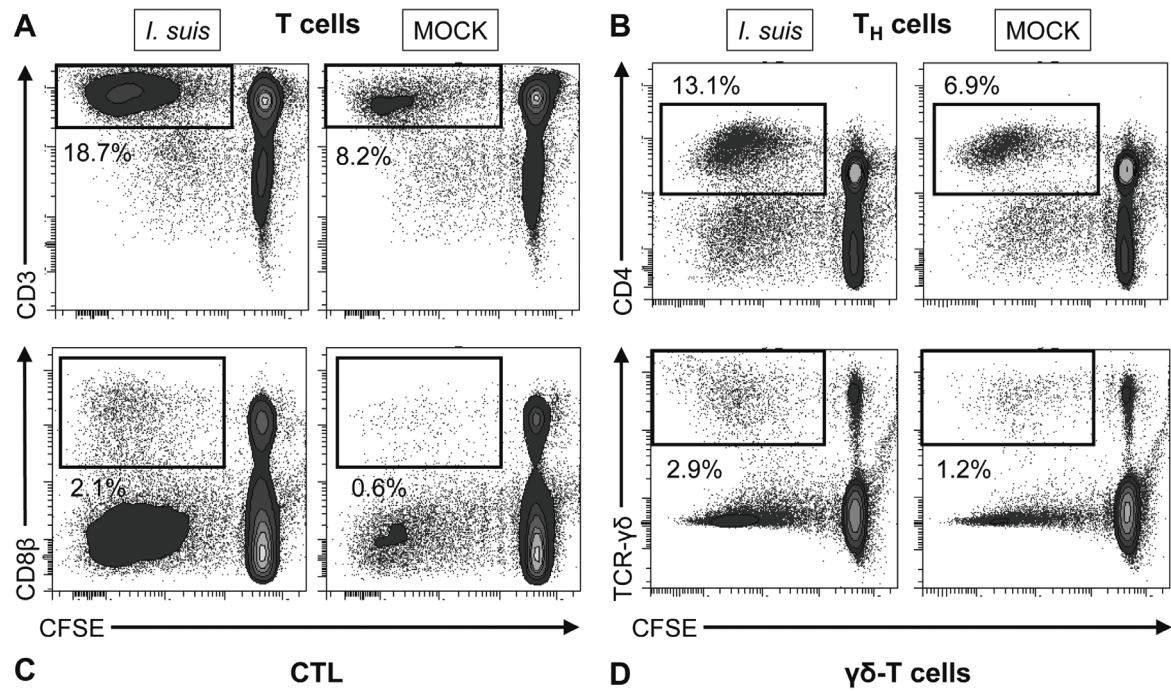 A I. suis T cells MOCK
B I. suis TH cells MOCK
CD3
18.7%
8.2%
CD4
13.1%
6.9%
CD8β
2.1%
0.6%
TCR-γδ
2.9%
1.2%
CFSE
CFSE
C CTL
D γδ-T cells